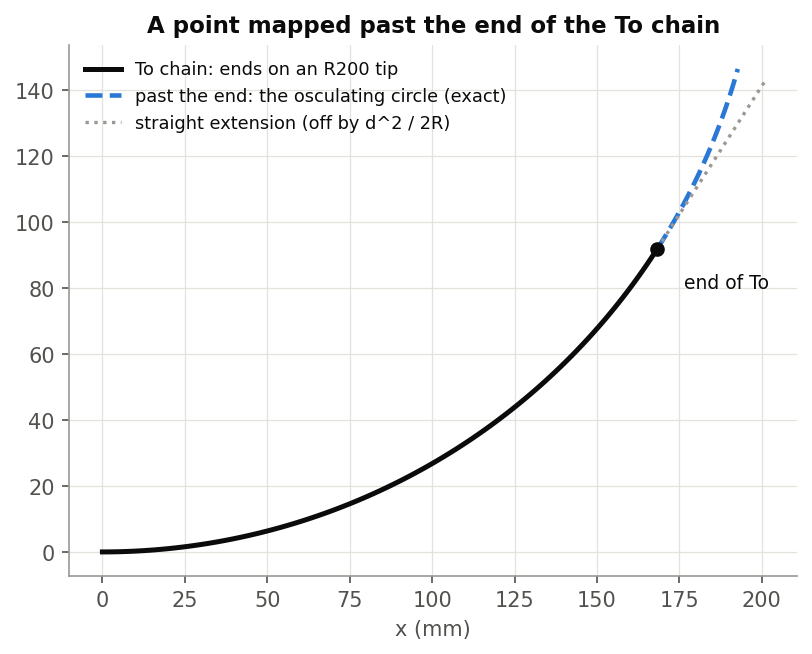 A point mapped past the end of the To chain
To chain: ends on an R200 tip
past the end: the osculating circle (exact)
straight extension (off by d^2 / 2R)
140
120
100
80
60
40
20
0
end of To
0 25 50 75 100 125 150 175 200
x (mm)